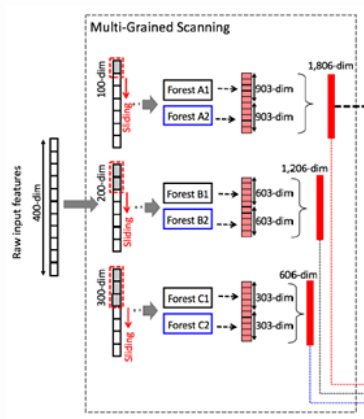 Multi-Grained Scanning
Raw input features
400-dim
100-dim
Sliding
Forest A1
Forest A2
903-dim
903-dim
1,806-dim
200-dim
Sliding
Forest B1
Forest B2
603-dim
603-dim
1,206-dim
300-dim
Sliding
Forest C1
Forest C2
303-dim
303-dim
606-dim